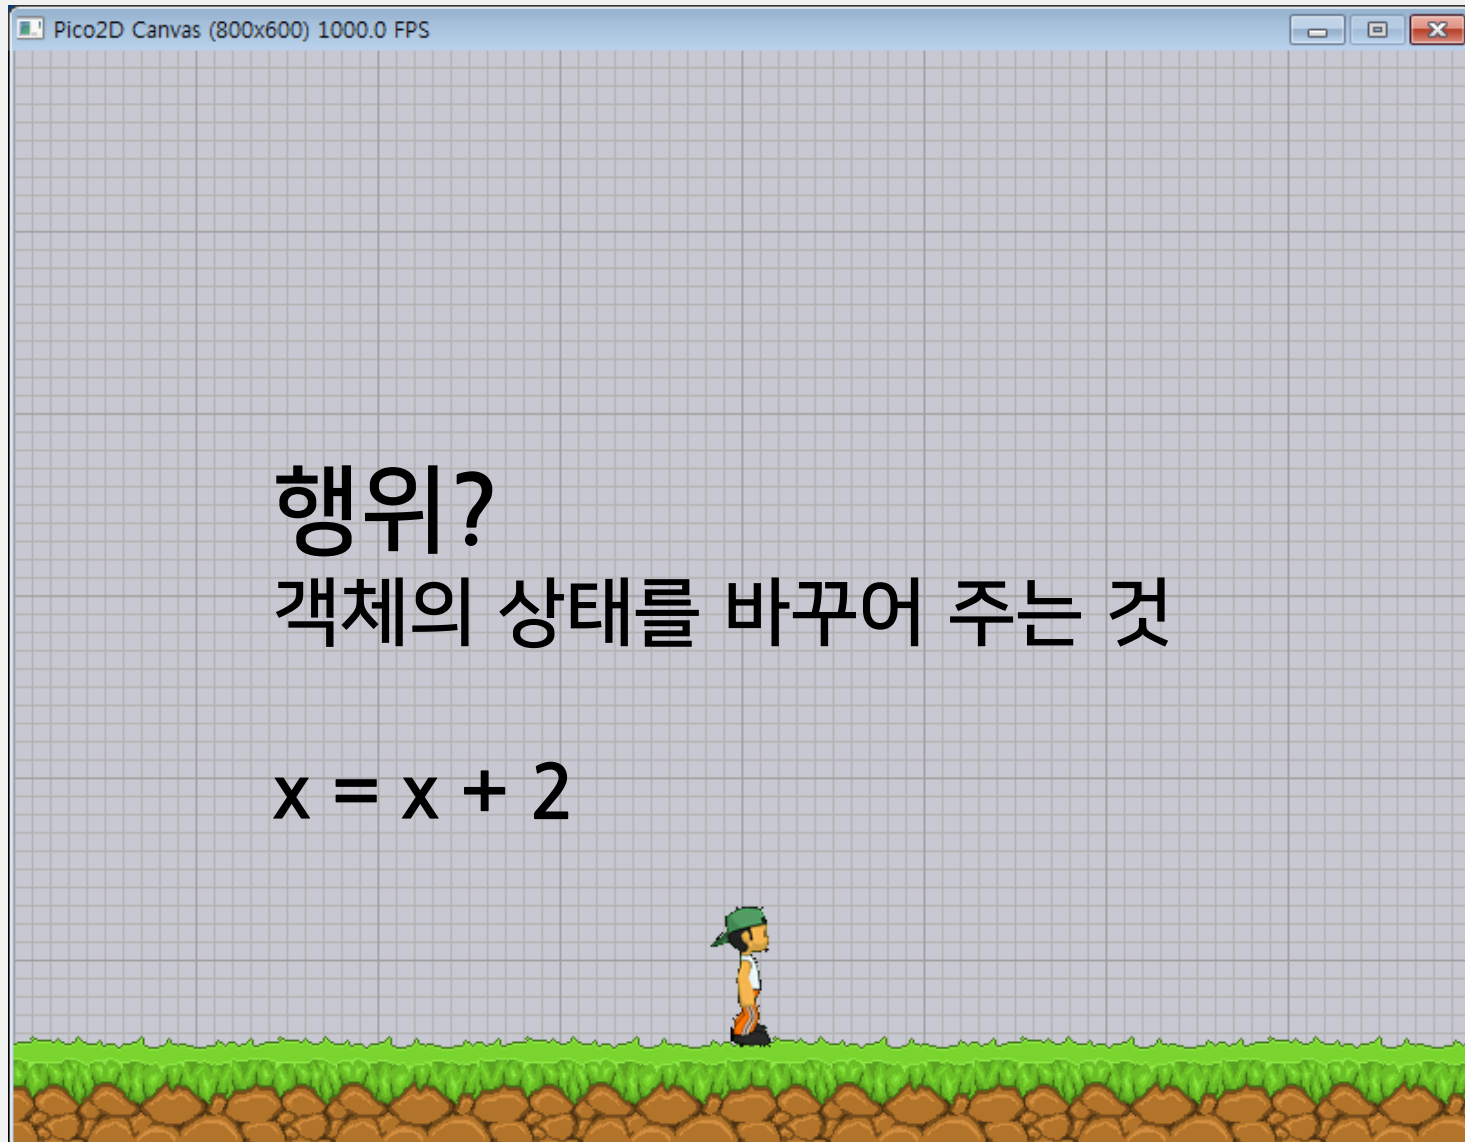 Pico2D Canvas (800x600) 1000.0 FPS
행위?
객체의 상태를 바꾸어 주는 것
x = x + 2